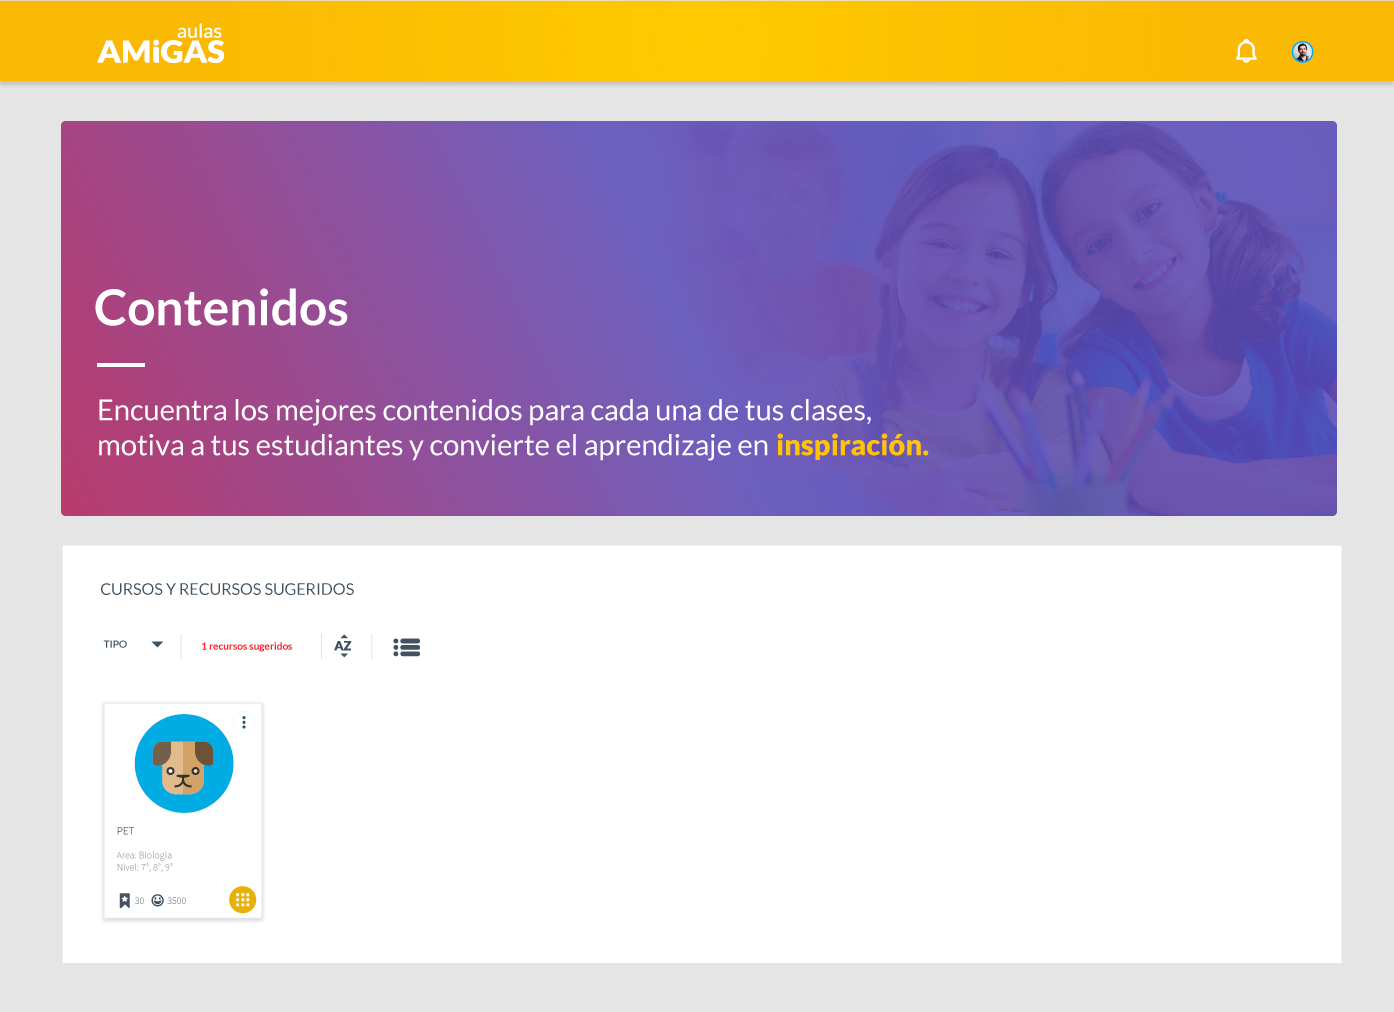 aulas
AMiGAS
Contenidos
Encuentra los mejores contenidos para cada una de tus clases,
motiva a tus estudiantes y convierte el aprendizaje en inspiración.
CURSOS Y RECURSOS SUGERIDOS
TIPO
1 recursos sugeridos
AZ
PET
Area: Biologia
Nivel: 7°, 8°, 9°
30
3500